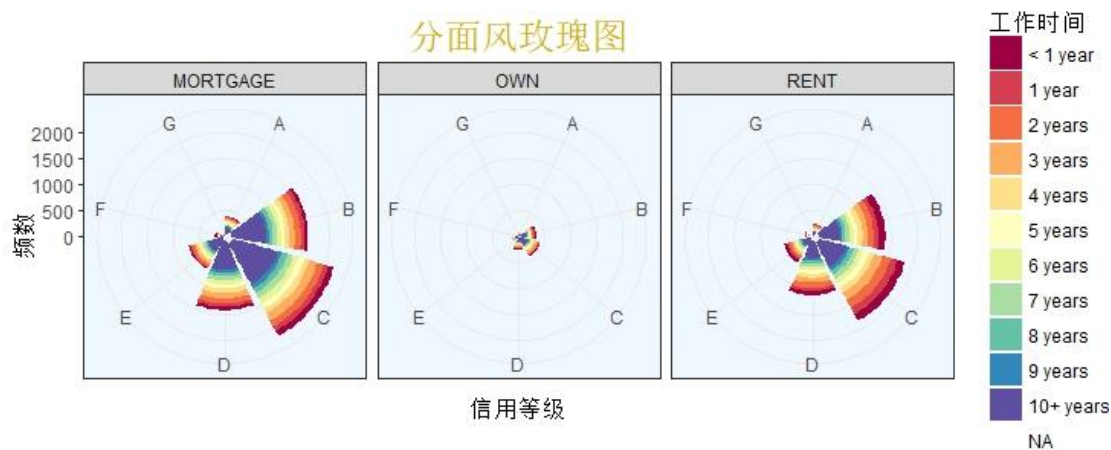 分面风玫瑰图
MORTGAGE
OWN
RENT
频数
2000
1500
1000
500
0
A
B
C
D
E
F
G
A
B
C
D
E
F
G
A
B
C
D
E
F
G
信用等级
工作时间
< 1 year
1 year
2 years
3 years
4 years
5 years
6 years
7 years
8 years
9 years
10+ years
NA